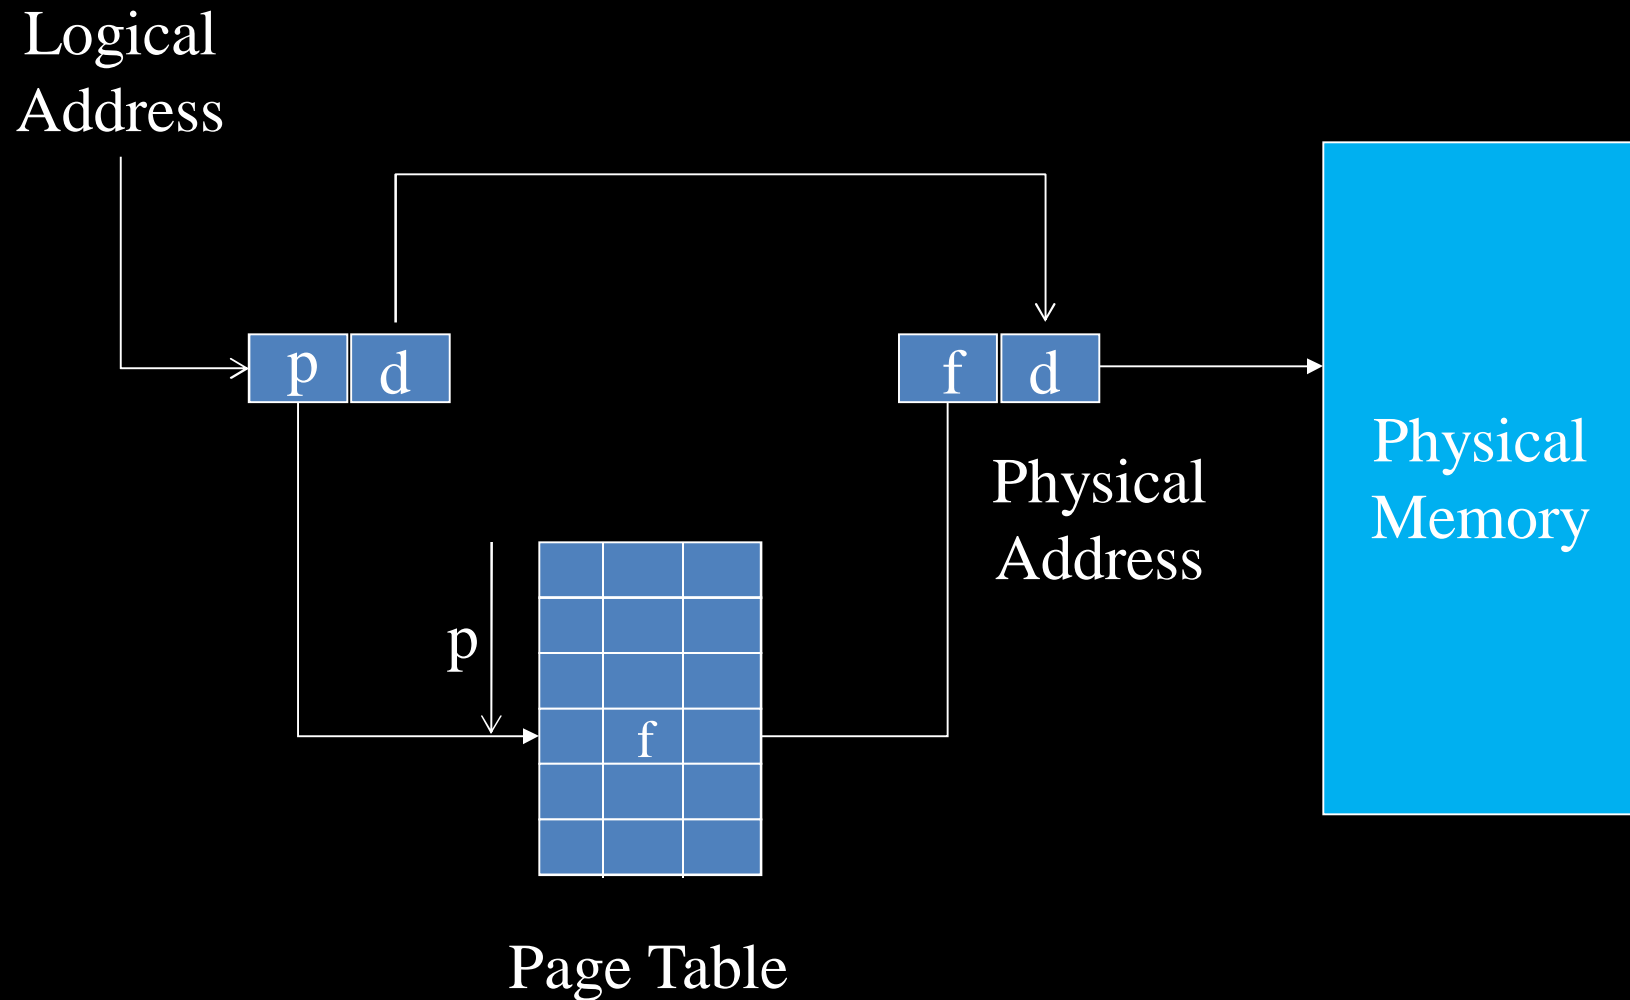 Logical
Address
p d
f d
Physical
Address
Physical
Memory
p
f
Page Table